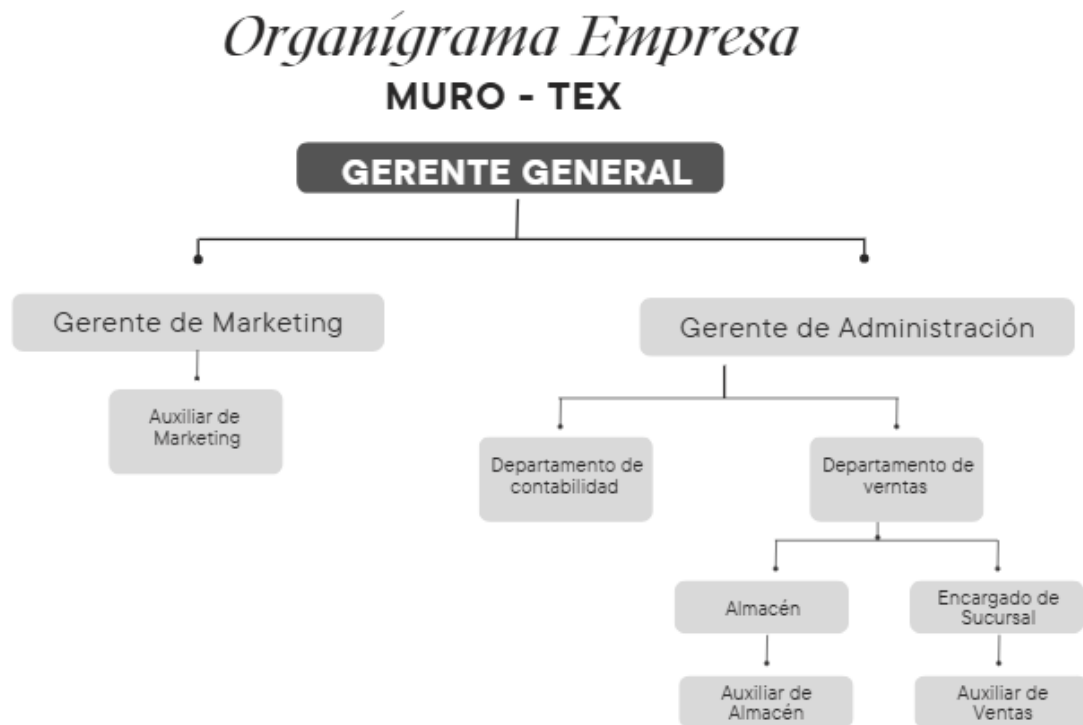 Organígrama Empresa
MURO - TEX
GERENTE GENERAL
Gerente de Marketing
Gerente de Administración
Auxiliar de
Marketing
Departamento de
contabilidad
Departamento de
verntas
Almacén
Encargado de
Sucursal
Auxiliar de
Almacén
Auxiliar de
Ventas